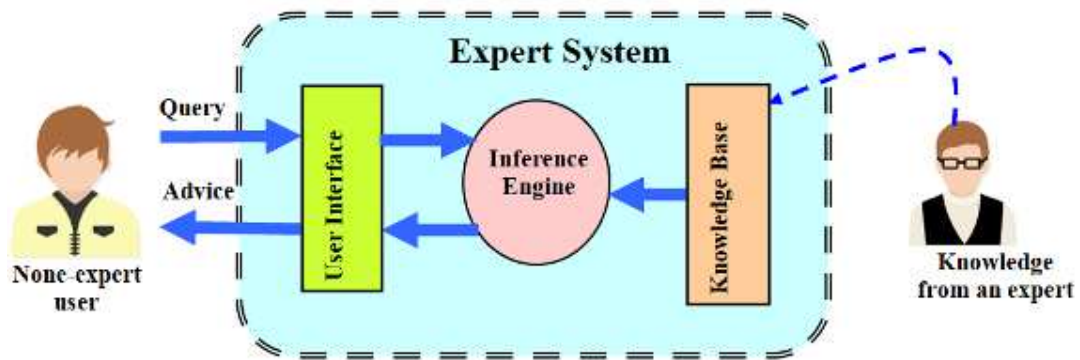 Expert System
Query
Advice
User Interface
Inference
Engine
Knowledge Base
None-expert
user
Knowledge
from an expert